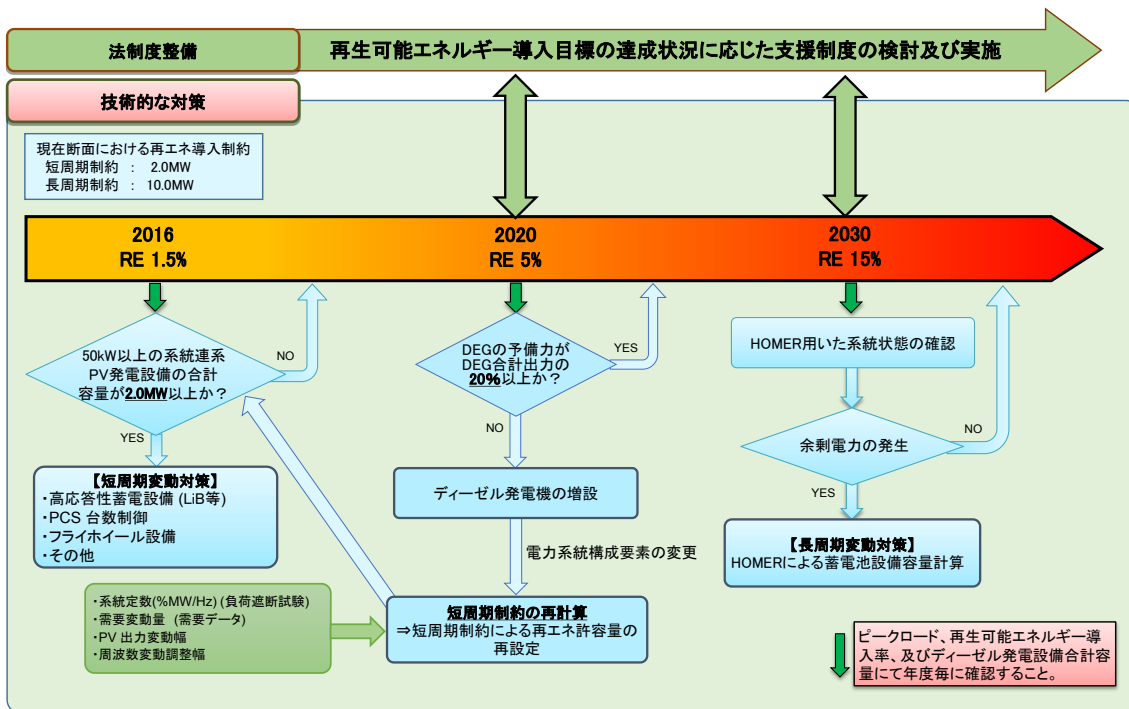 法制度整備
再生可能エネルギー導入目標の達成状況に応じた支援制度の検討及び実施
技術的な対策
現在断面における再エネ導入制約
短周期制約 ： 2.0MW
長周期制約 ： 10.0MW
2016
RE 1.5%
2020
RE 5%
2030
RE 15%
50kW以上の系統連系
PV発電設備の合計
容量が2.0MW以上か？
NO
YES
【短周期変動対策】
・高応答性蓄電設備 (LiB等)
・PCS 台数制御
・フライホイール設備
・その他
DEGの予備力が
DEG合計出力の
20%以上か？
YES
NO
ディーゼル発電機の増設
電力系統構成要素の変更
・系統定数(%MW/Hz) (負荷遮断試験)
・需要変動量 (需要データ)
・PV 出力変動幅
・周波数変動調整幅
短周期制約の再計算
⇒短周期制約による再エネ許容量の
再設定
HOMER用いた系統状態の確認
余剰電力の発生
NO
YES
【長周期変動対策】
HOMERによる蓄電池設備容量計算
ピークロード、再生可能エネルギー導
入率、及びディーゼル発電設備合計容
量にて年度毎に確認すること。